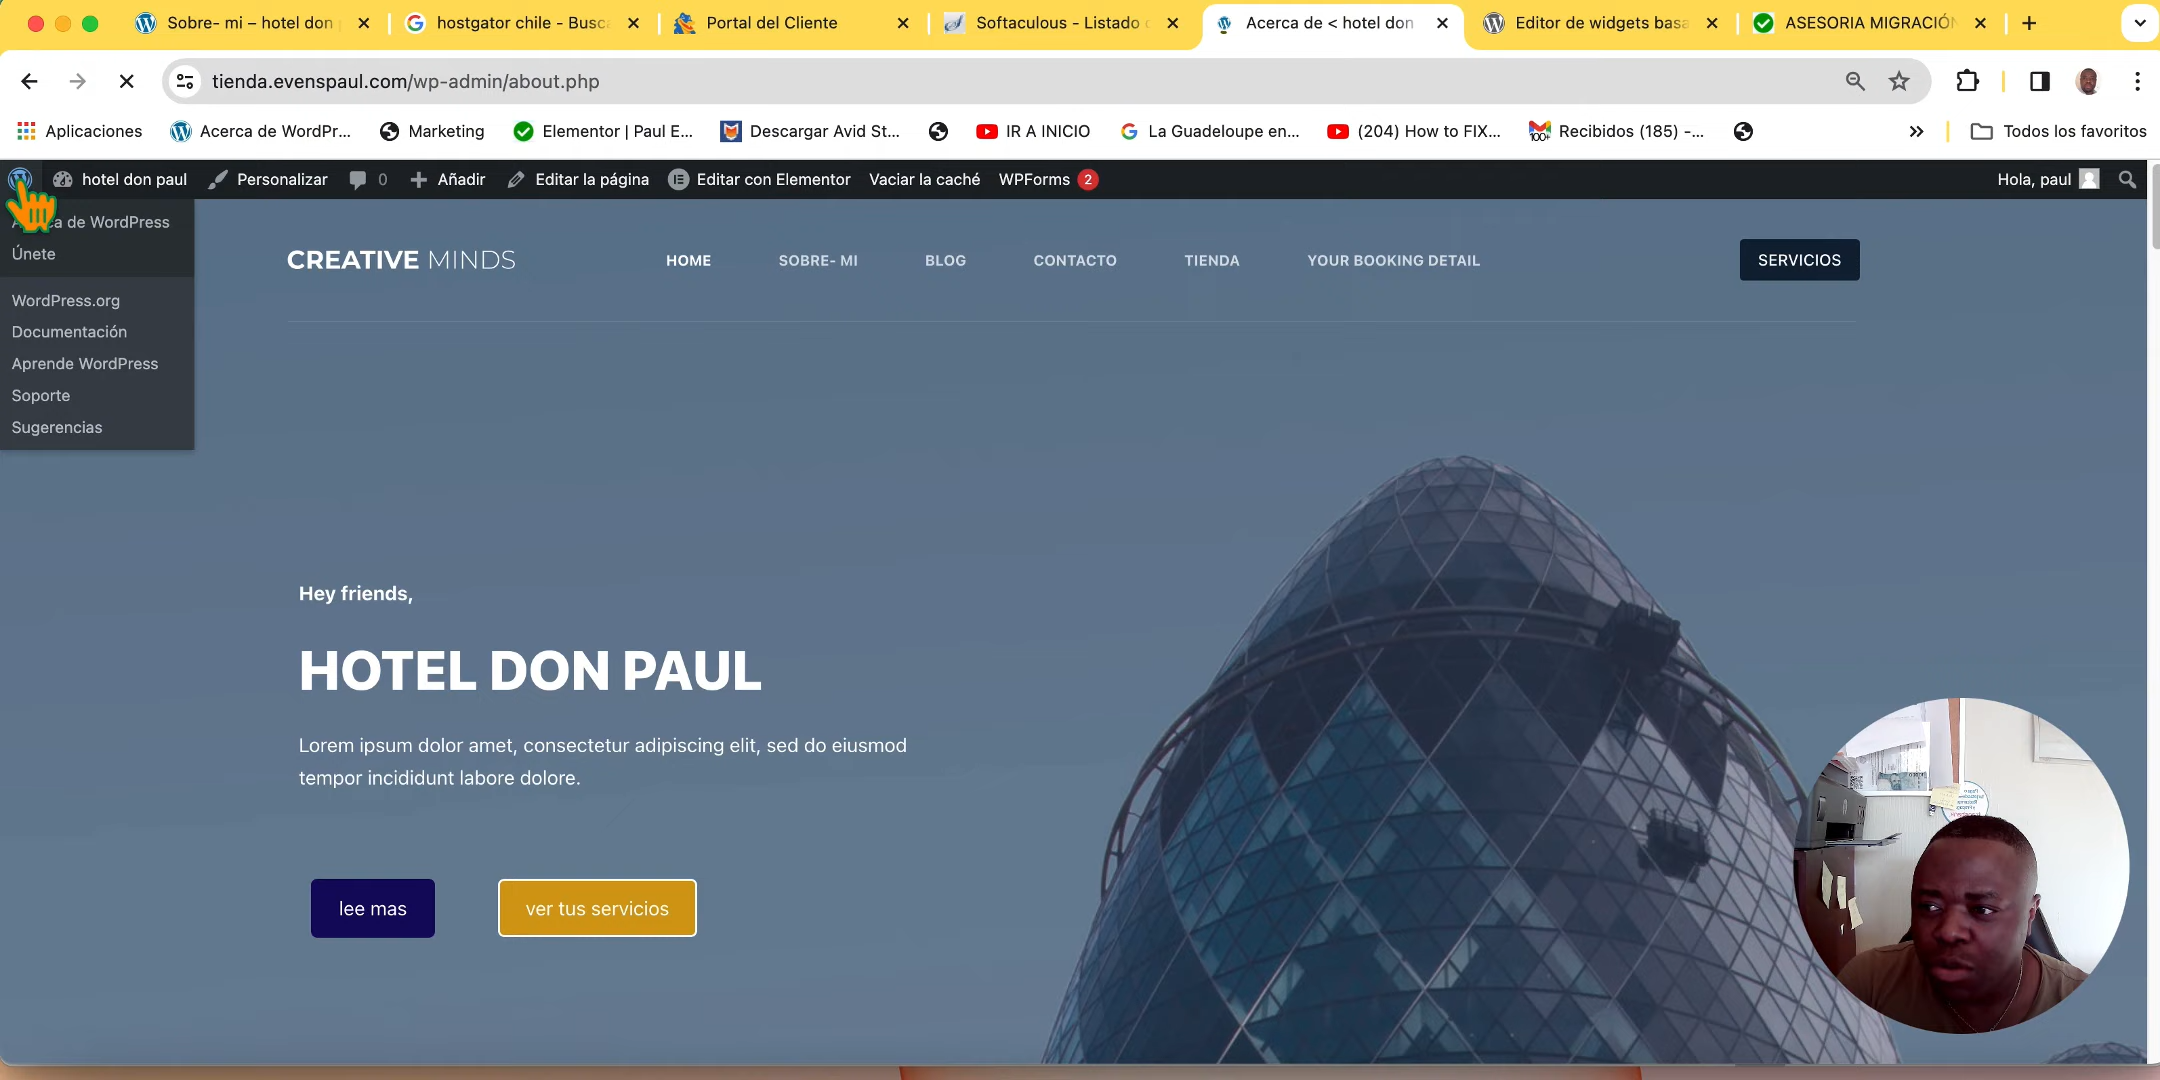 Sobre- mi – hotel don
hostgator chile - Busc
Portal del Cliente
Softaculous - Listado
Acerca de < hotel don
Editor de widgets bas
ASESORIA MIGRACIÓN
tienda.evenspaul.com/wp-admin/about.php
Aplicaciones
Acerca de WordPr...
Marketing
Elementor | Paul E...
Descargar Avid St...
IR A INICIO
La Guadeloupe en...
(204) How to FIX...
Recibidos (185) -...
Todos los favoritos
hotel don paul
Personalizar
0
Añadir
Editar la página
Editar con Elementor
Vaciar la caché
WPForms 2
Hola, paul
de WordPress
Únete
WordPress.org
Documentación
Aprende WordPress
Soporte
Sugerencias
CREATIVE MINDS
HOME
SOBRE- MI
BLOG
CONTACTO
TIENDA
YOUR BOOKING DETAIL
SERVICIOS
Hey friends,
HOTEL DON PAUL
Lorem ipsum dolor amet, consectetur adipiscing elit, sed do eiusmod
tempor incididunt labore dolore.
lee mas
ver tus servicios